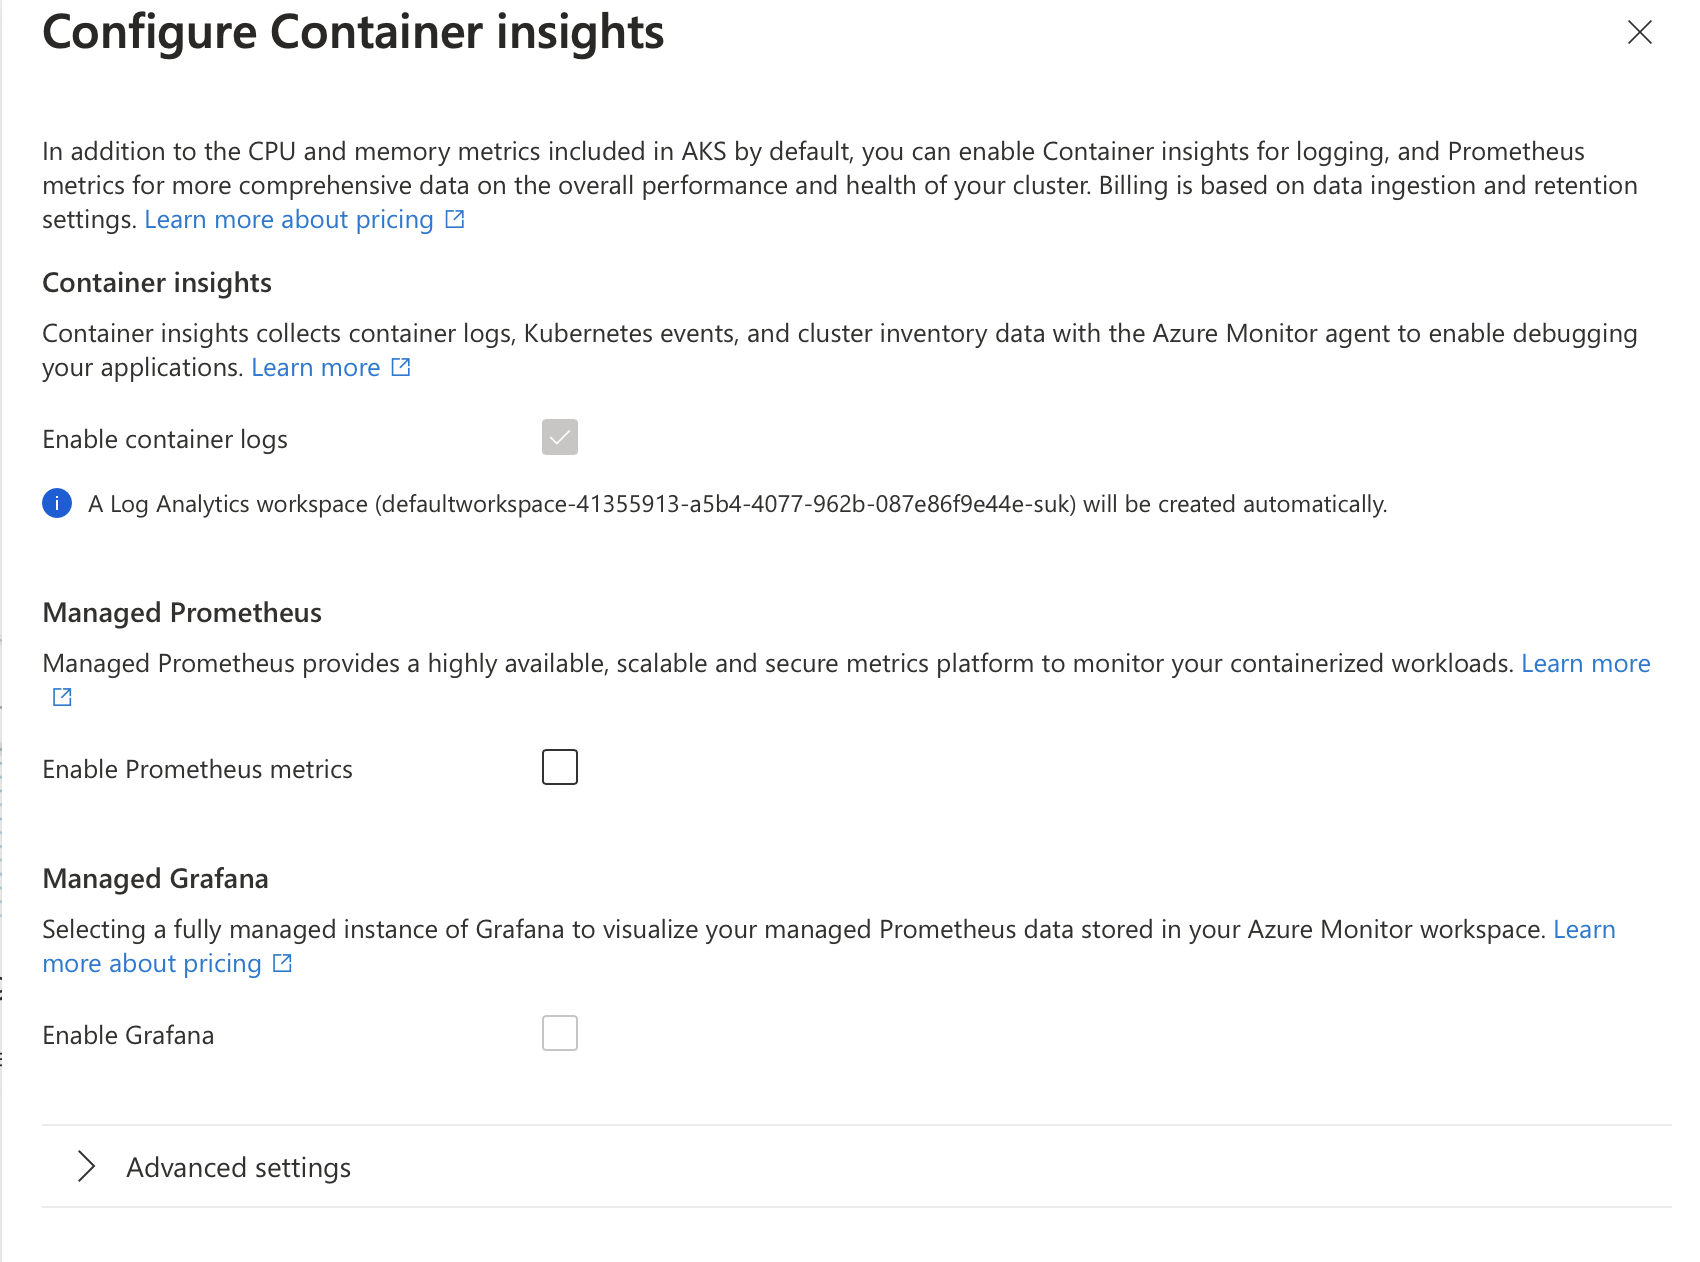 Configure Container insights
In addition to the CPU and memory metrics included in AKS by default, you can enable Container insights for logging, and Prometheus
metrics for more comprehensive data on the overall performance and health of your cluster. Billing is based on data ingestion and retention
settings. Learn more about pricing
Container insights
Container insights collects container logs, Kubernetes events, and cluster inventory data with the Azure Monitor agent to enable debugging
your applications. Learn more
Enable container logs
A Log Analytics workspace (defaultworkspace-41355913-a5b4-4077-962b-087e86f9e44e-suk) will be created automatically.
Managed Prometheus
Managed Prometheus provides a highly available, scalable and secure metrics platform to monitor your containerized workloads. Learn more
Enable Prometheus metrics
Managed Grafana
Selecting a fully managed instance of Grafana to visualize your managed Prometheus data stored in your Azure Monitor workspace. Learn
more about pricing
Enable Grafana
Advanced settings